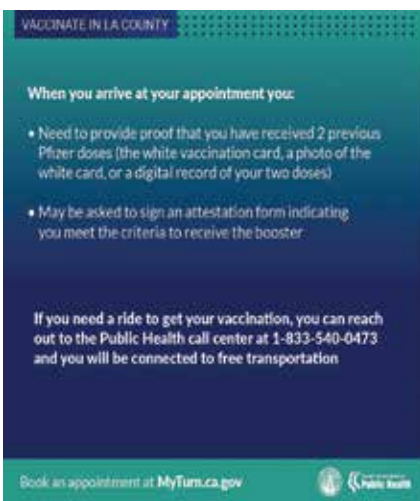 VACCINATE IN LA COUNTY
When you arrive at your appointment you:
• Need to provide proof that you have received 2 previous
Pfizer doses (the white vaccination card, a photo of the
white card, or a digital record of your two doses)
• May be asked to sign an attestation form indicating
you meet the criteria to receive the booster
If you need a ride to get your vaccination, you can reach
out to the Public Health call center at 1-833-540-0473
and you will be connected to free transportation
Book an appointment at MyTurn.ca.gov
Public Health